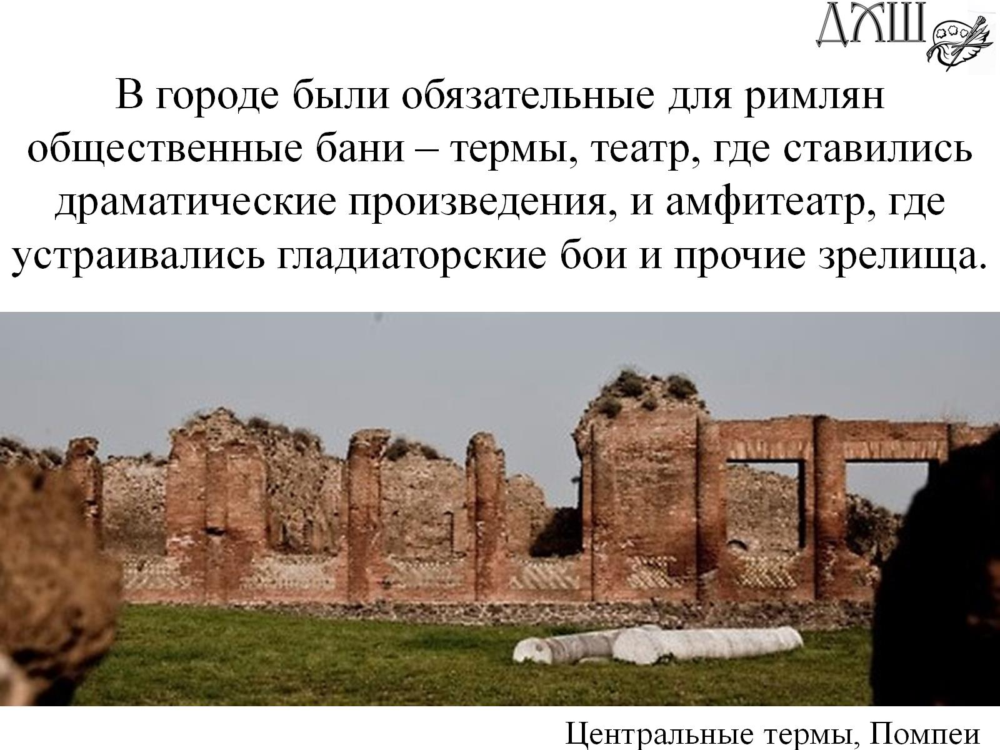 ДХШ
В городе были обязательные для римлян
общественные бани – термы, театр, где ставились
драматические произведения, и амфитеатр, где
устраивались гладиаторские бои и прочие зрелища.
Центральные термы, Помпеи